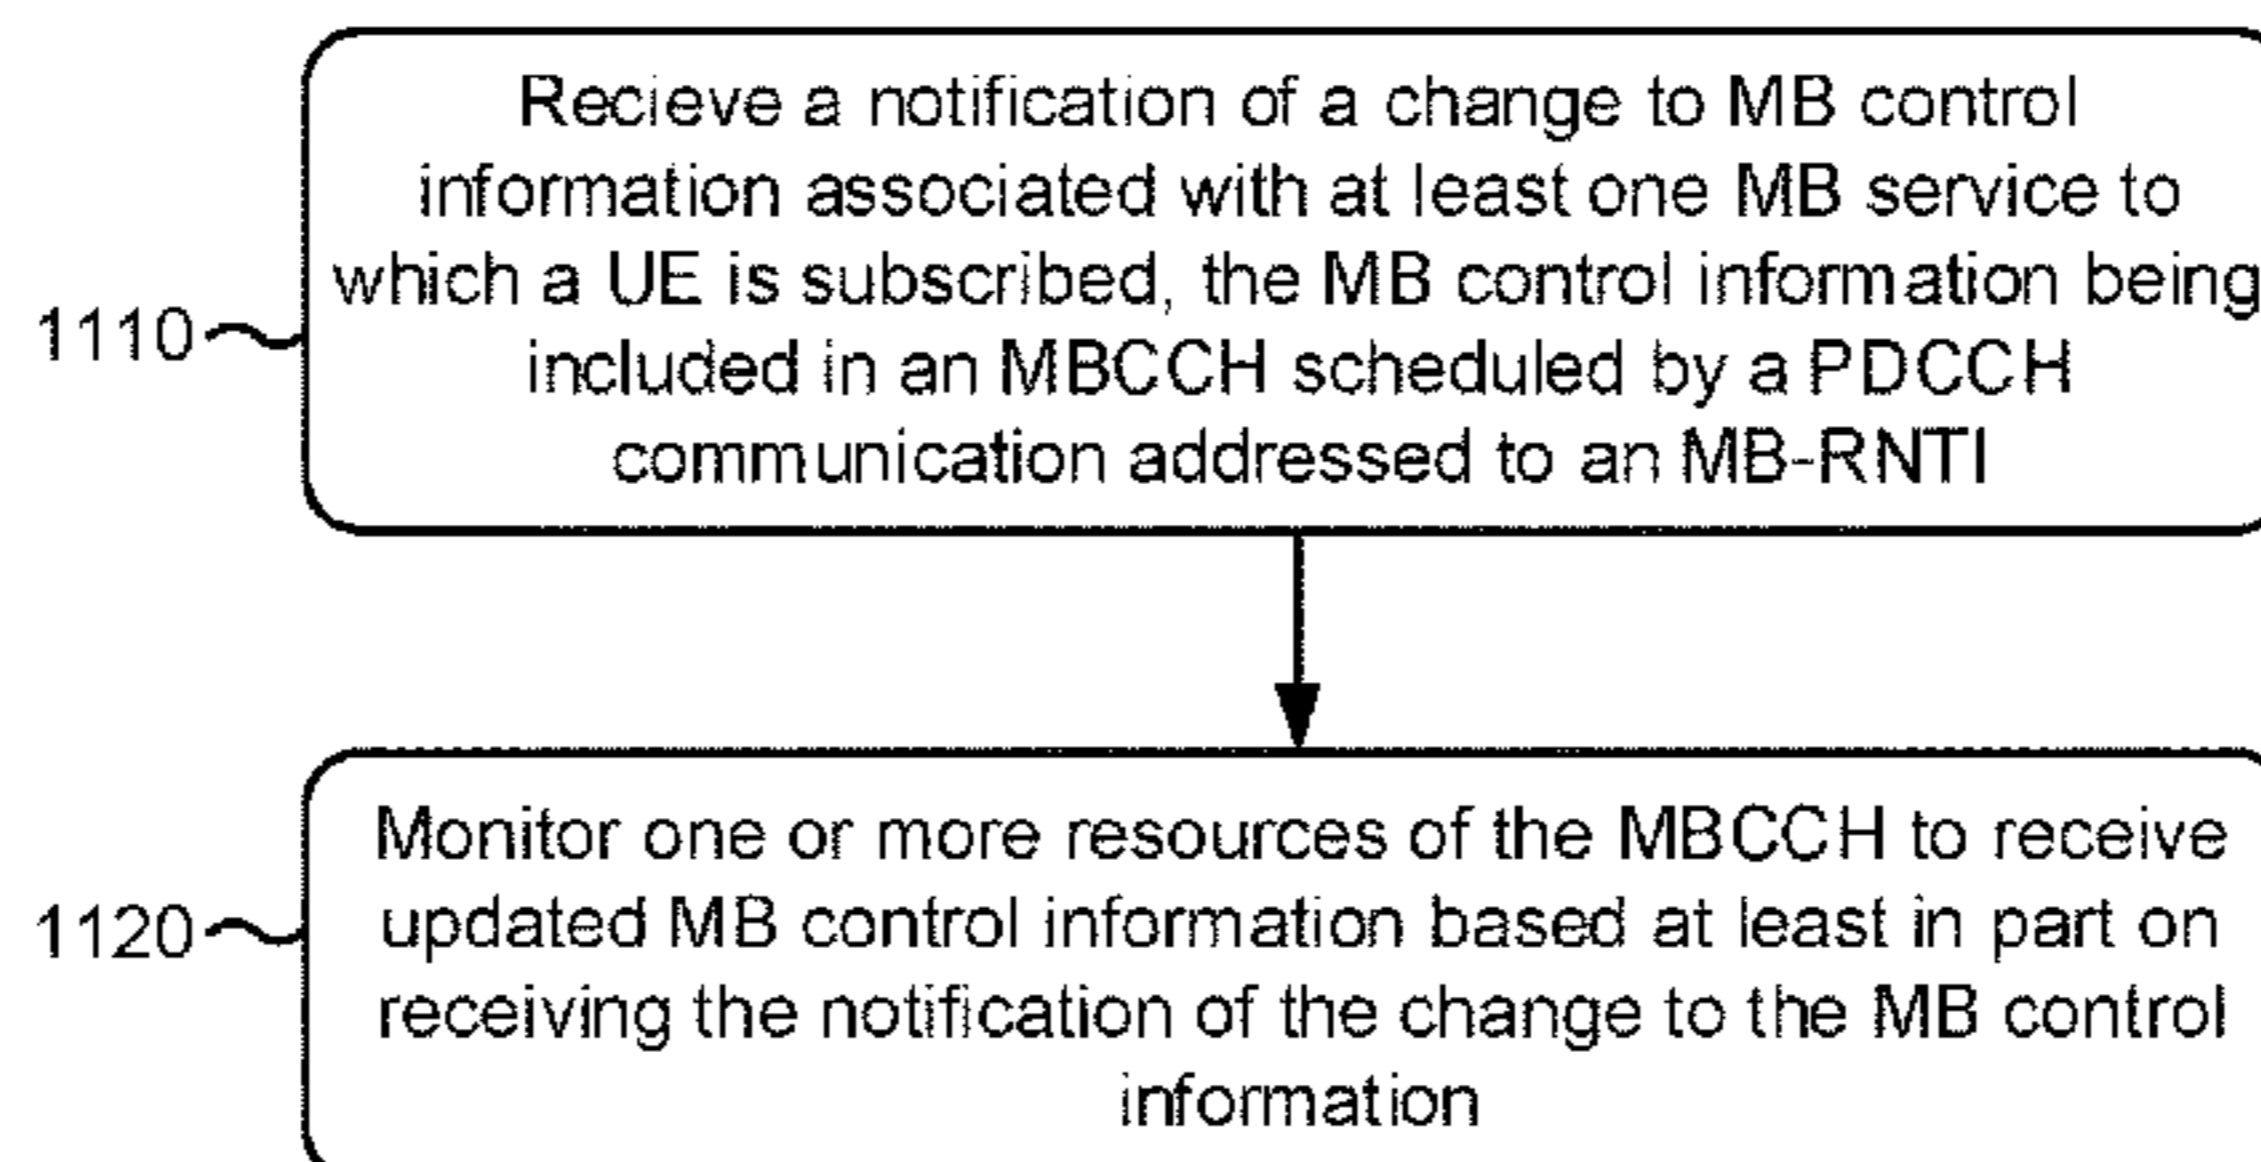 Recieve a notification of a change to MB control
information associated with at least one MB service to
which a UE is subscribed, the MB control information being
1110
included in an MBCCH scheduled by a PDCCH
communication addressed to an MB-RNTI
Monitor one or more resources of the MBCCH to receive
updated MB control information based at least in part on
1120
receiving the notification of the change to the MB control
information